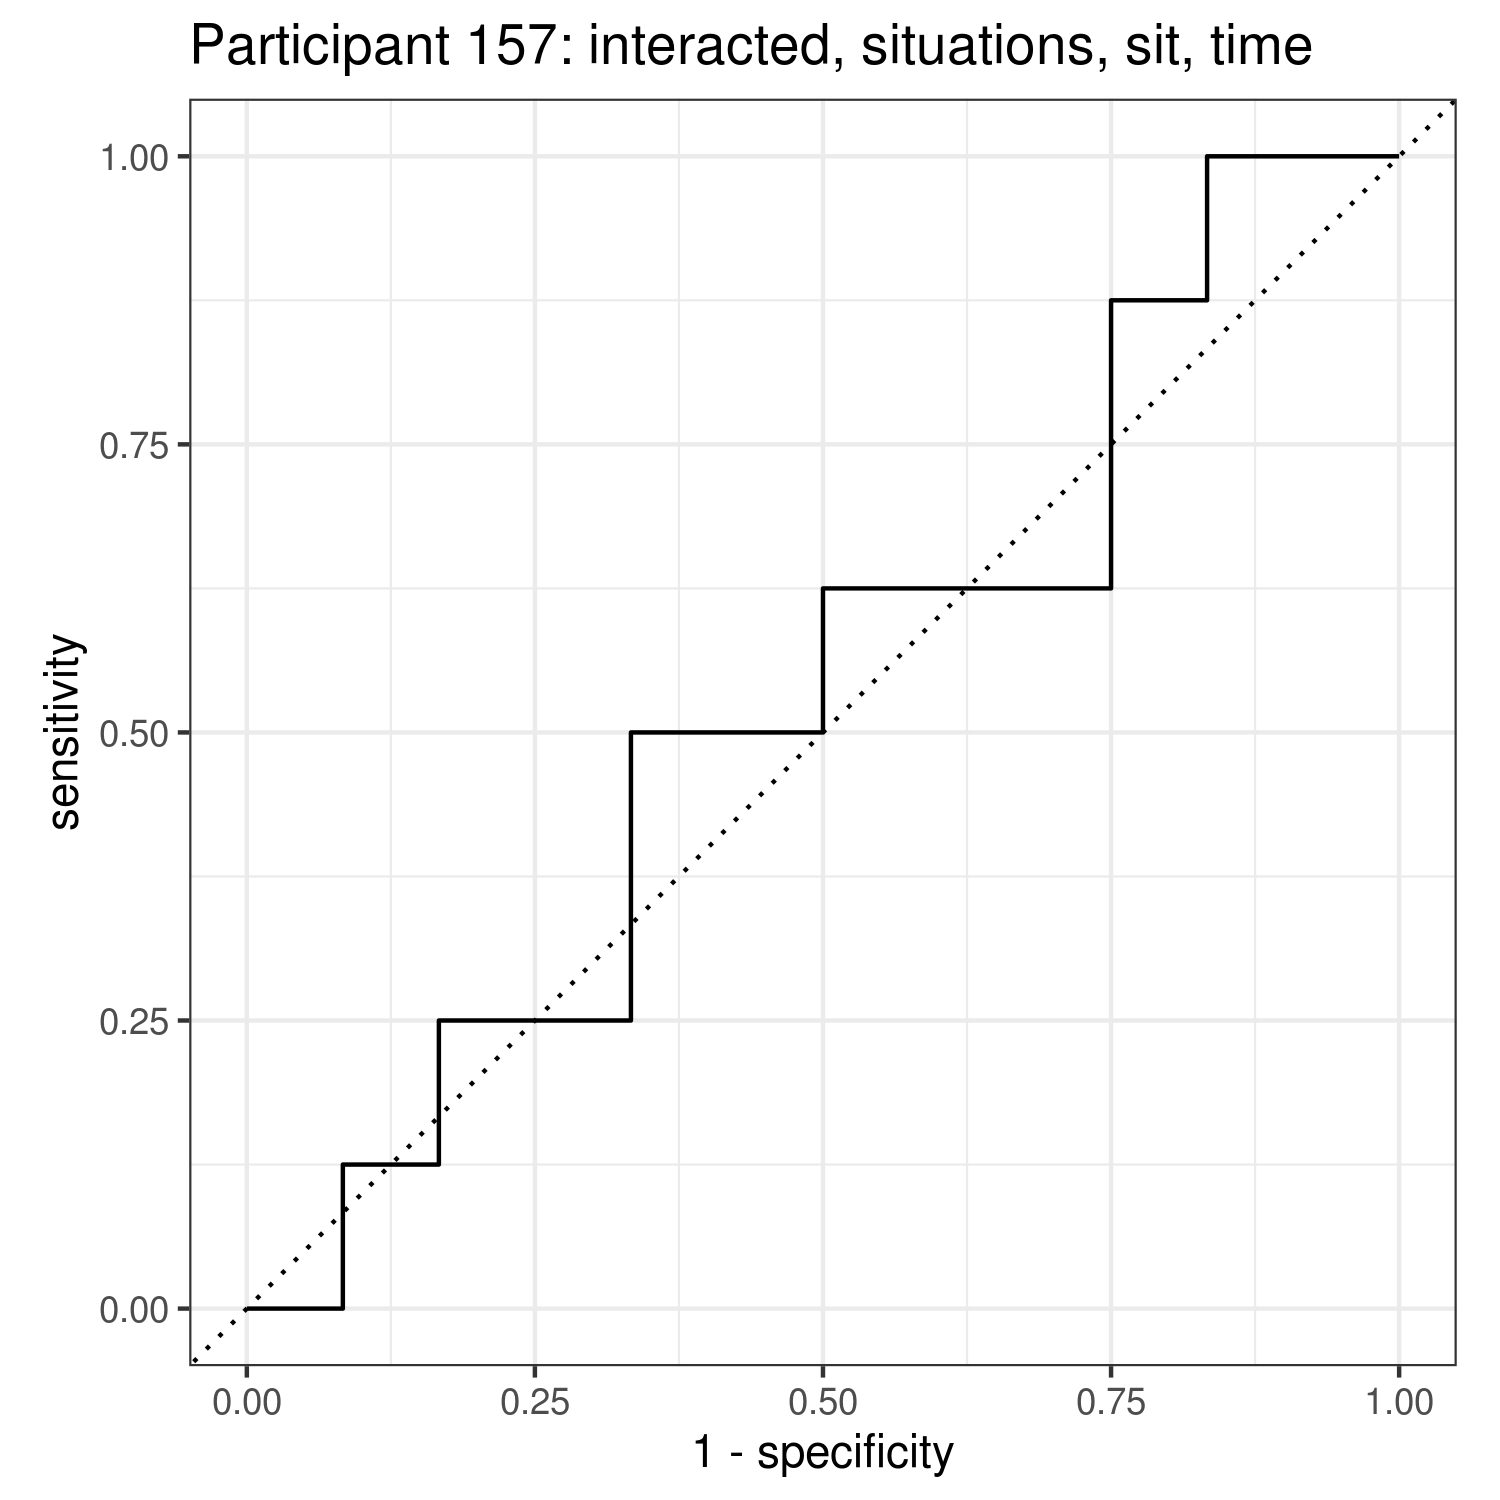 Participant 157: interacted, situations, sit, time
1.00
0.75
0.50
0.25
0.00
sensitivity
0.00 0.25 0.50 0.75 1.00
1 - specificity